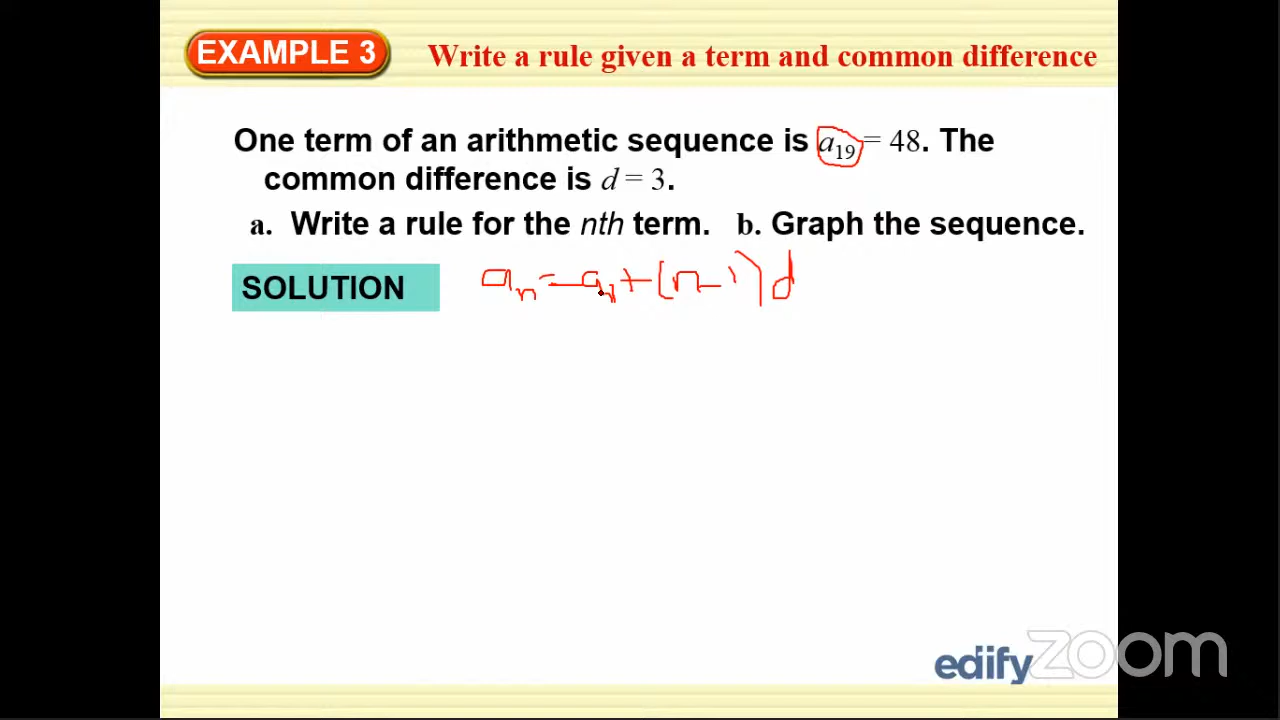 EXAMPLE 3
Write a rule given a term and common difference
One term of an arithmetic sequence is a₁₉ = 48. The
common difference is d = 3.
a. Write a rule for the nth term. b. Graph the sequence.
SOLUTION aₙ = a₁ + (n-1)d
edify zoom